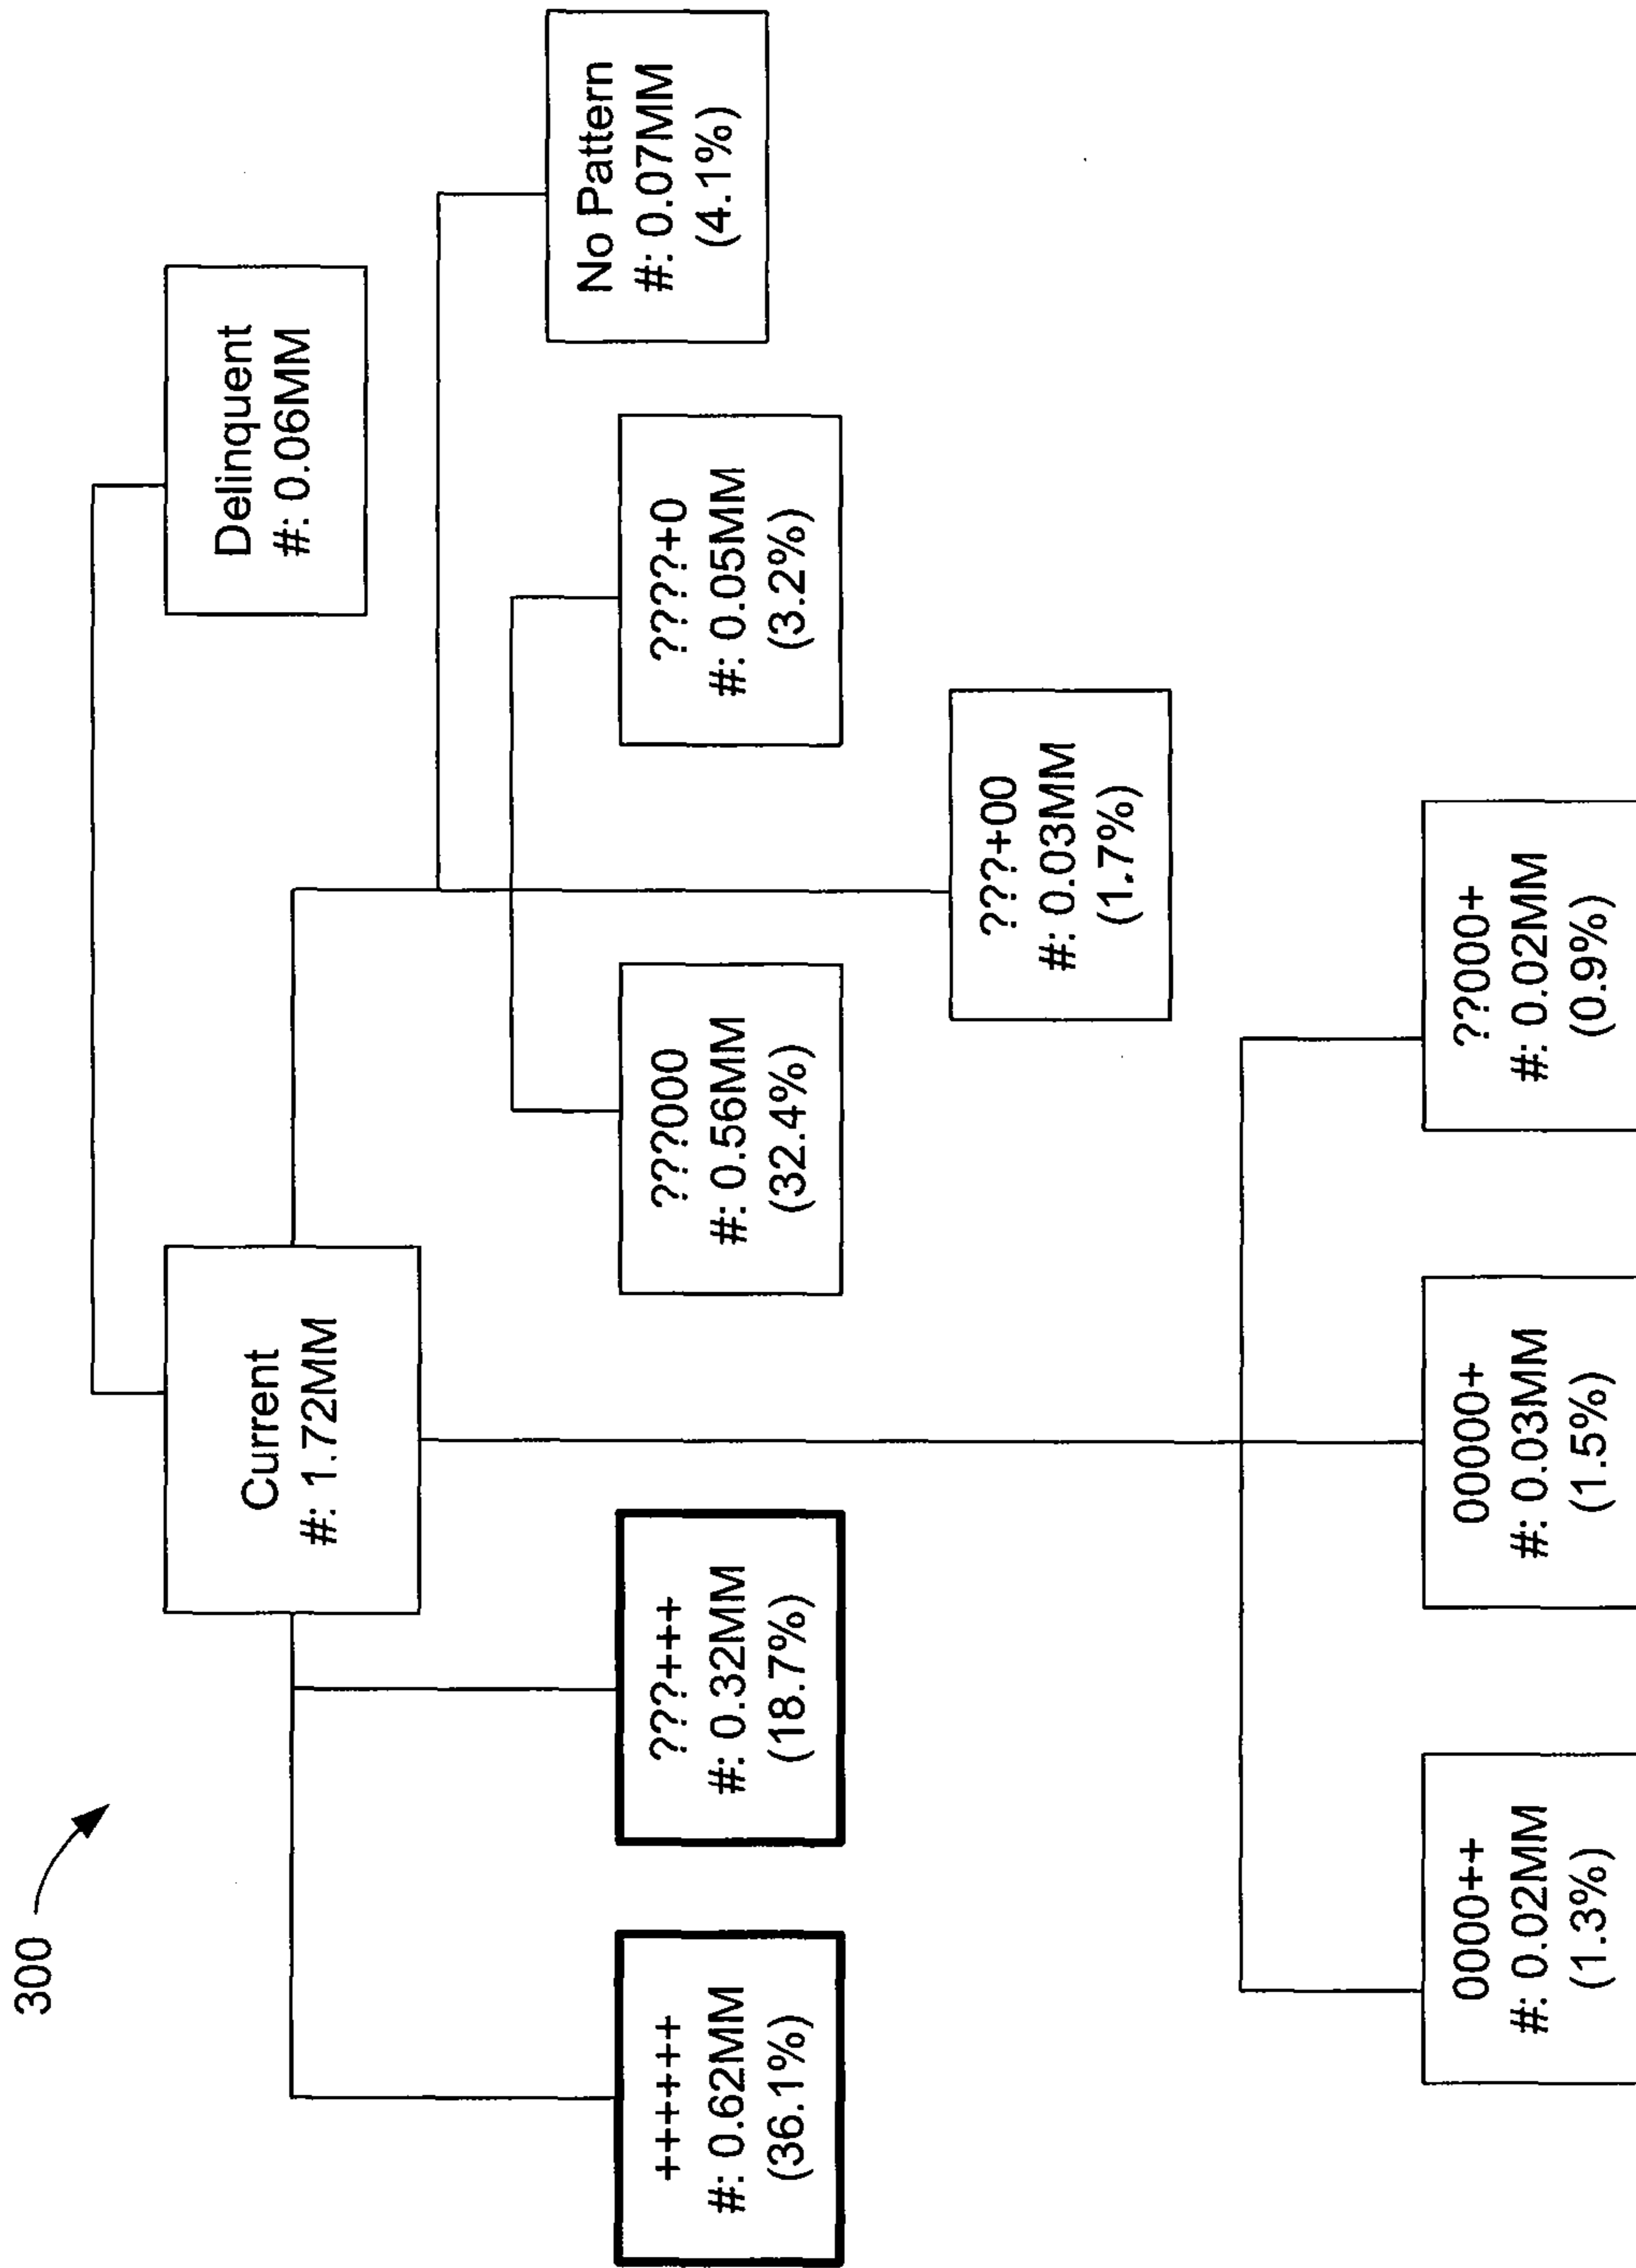 300
Current
#: 1.72MM
Delinquent
#: 0.06MM
++++++
#: 0.62MM
(36.1%)
???+++
#: 0.32MM
(18.7%)
???000
#: 0.56MM
(32.4%)
????+0
#: 0.05MM
(3.2%)
No Pattern
#: 0.07MM
(4.1%)
???+00
#: 0.03MM
(1.7%)
0000++
#: 0.02MM
(1.3%)
00000+
#: 0.03MM
(1.5%)
??000+
#: 0.02MM
(0.9%)